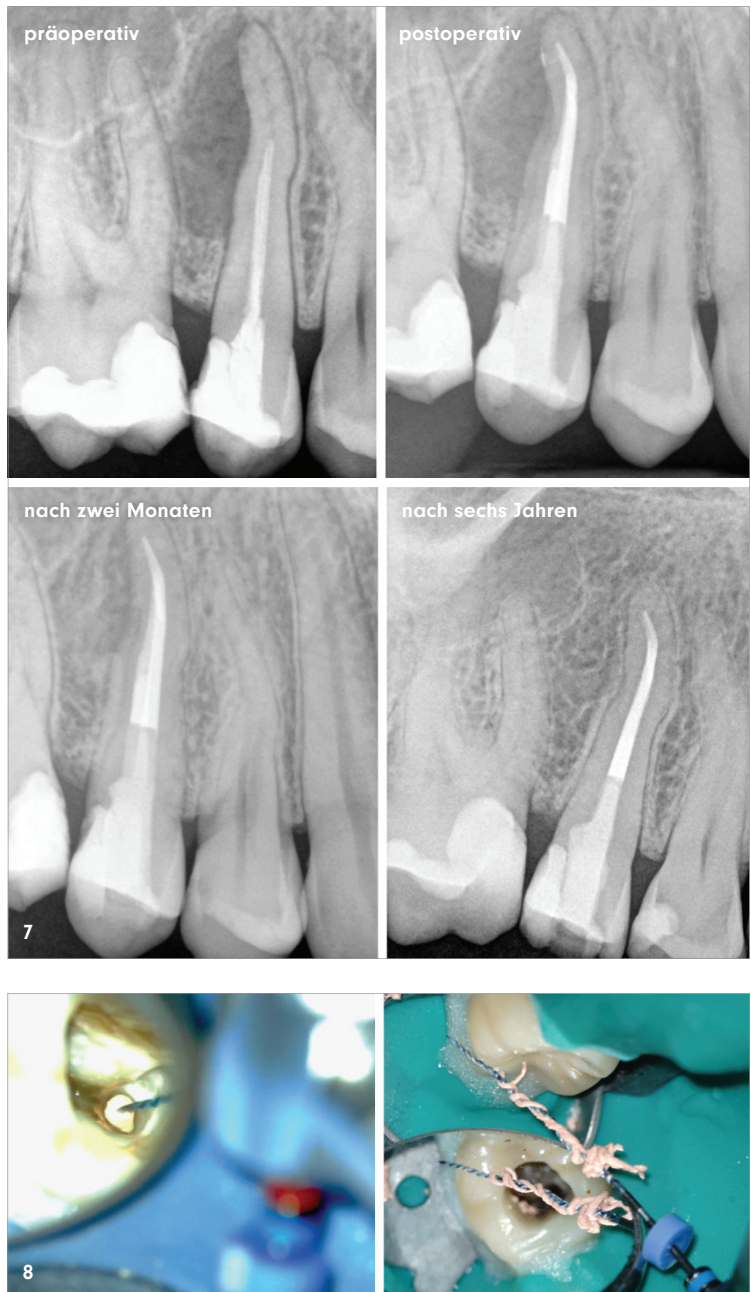 präoperativ
postoperativ
nach zwei Monaten
nach sechs Jahren
7
8